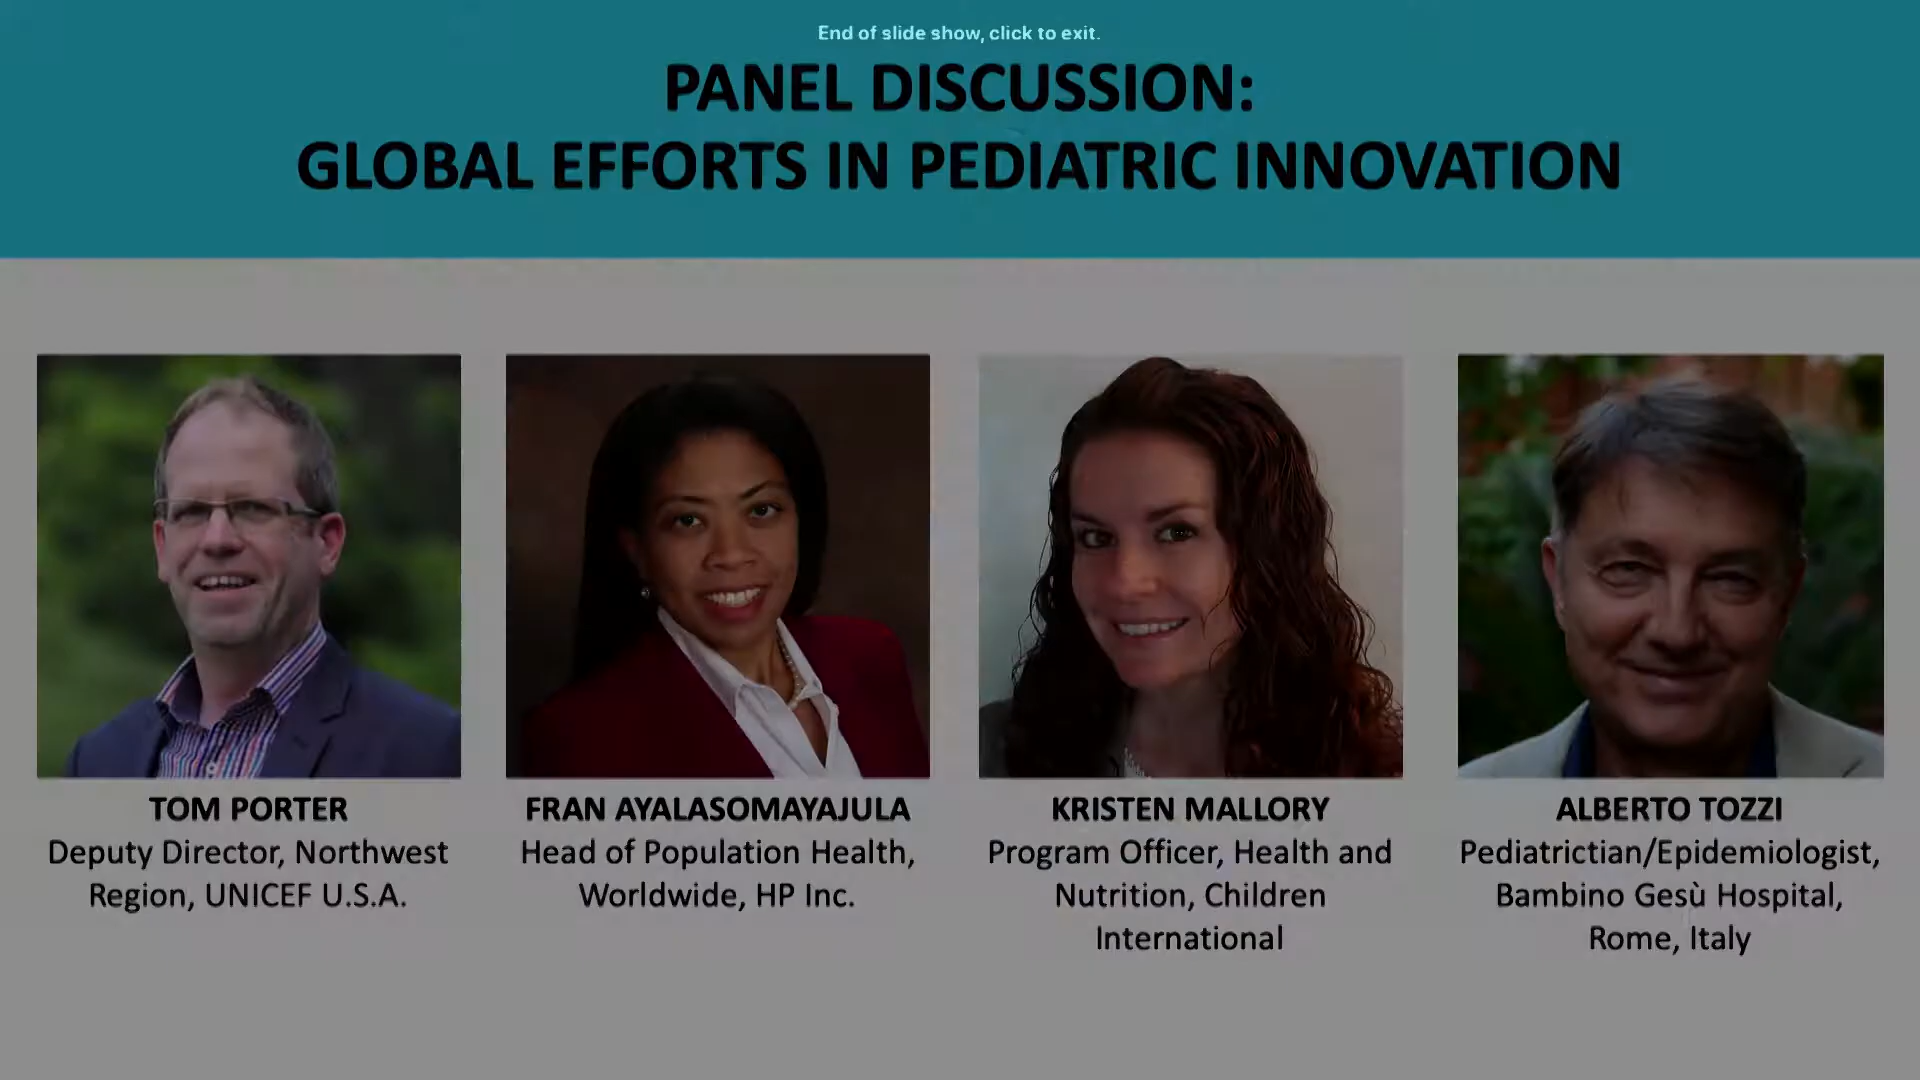 End of slide show, click to exit.
PANEL DISCUSSION:
GLOBAL EFFORTS IN PEDIATRIC INNOVATION
TOM PORTER
Deputy Director, Northwest
Region, UNICEF U.S.A.
FRAN AYALASOMAYAJULA
Head of Population Health,
Worldwide, HP Inc.
KRISTEN MALLORY
Program Officer, Health and
Nutrition, Children
International
ALBERTO TOZZI
Pediatrictian/Epidemiologist,
Bambino Gesù Hospital,
Rome, Italy